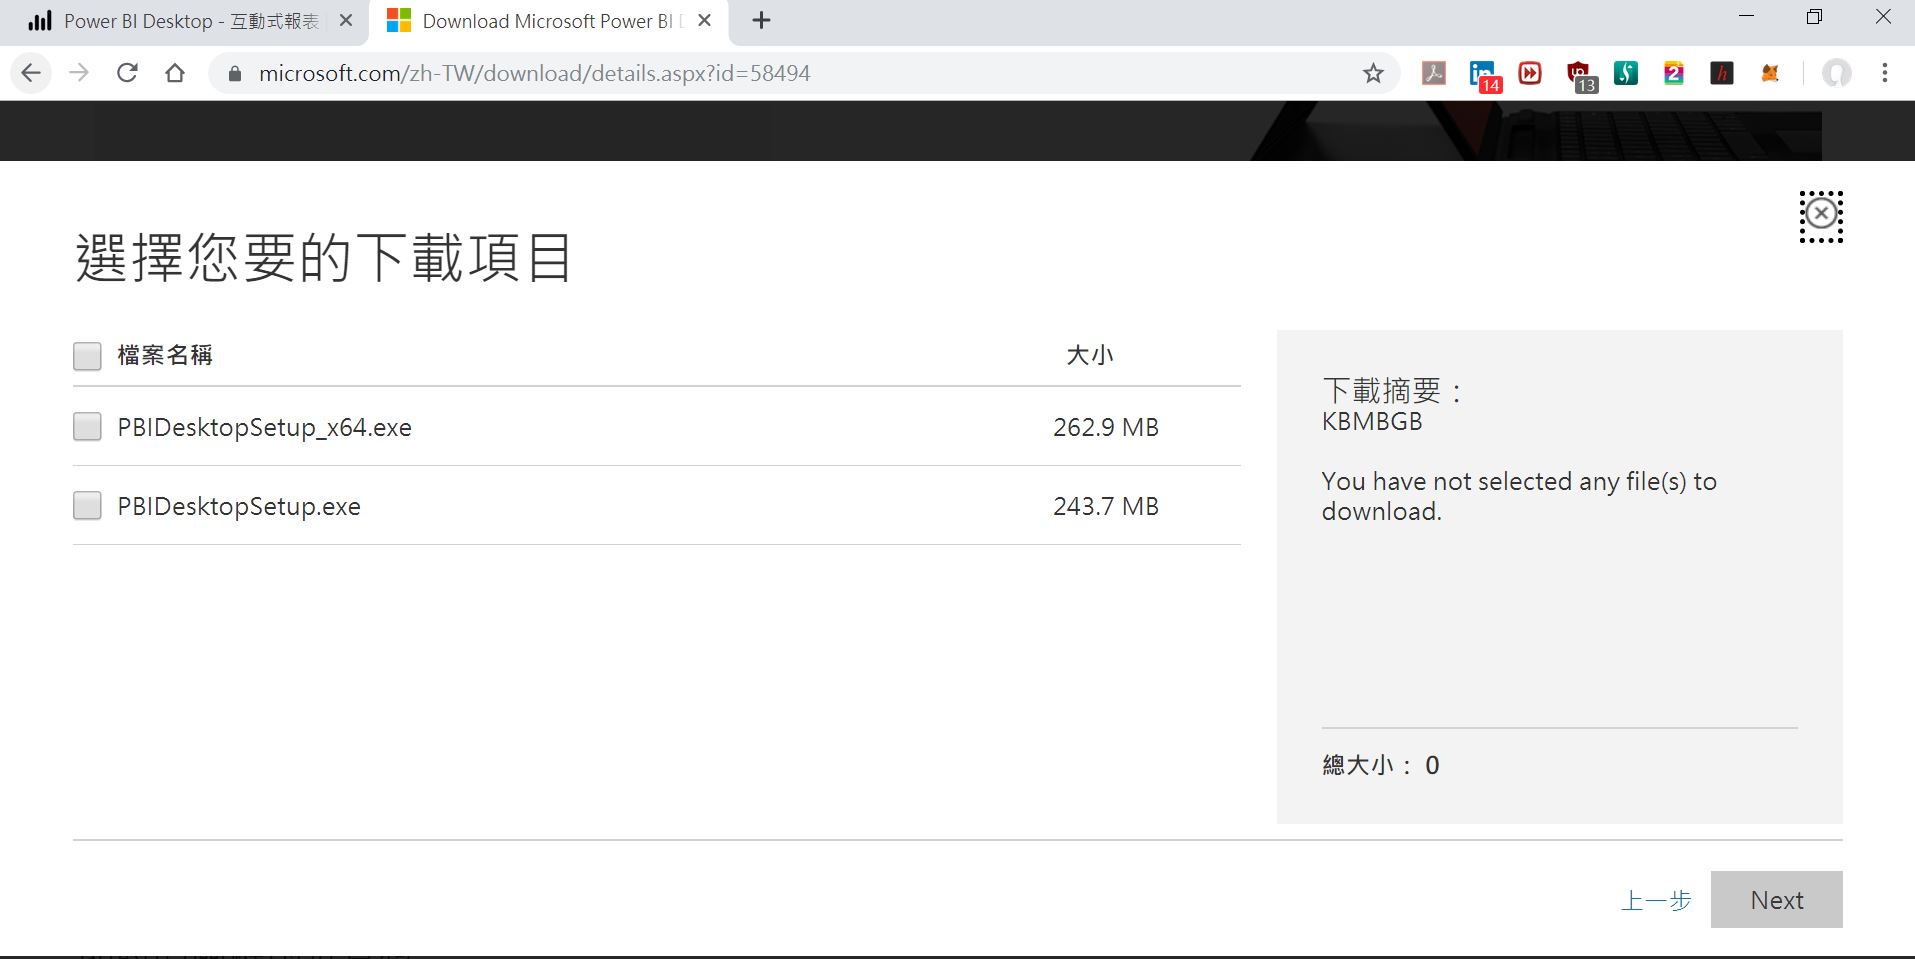 Power BI Desktop - 互動式報表
Download Microsoft Power BI
microsoft.com/zh-TW/download/details.aspx?id=58494
14
13
2
h
選擇您要的下載項目
檔案名稱 大小
PBIDesktopSetup_x64.exe 262.9 MB
PBIDesktopSetup.exe 243.7 MB
下載摘要：
KBMBGB
You have not selected any file(s) to
download.
總大小： 0
上一步 Next